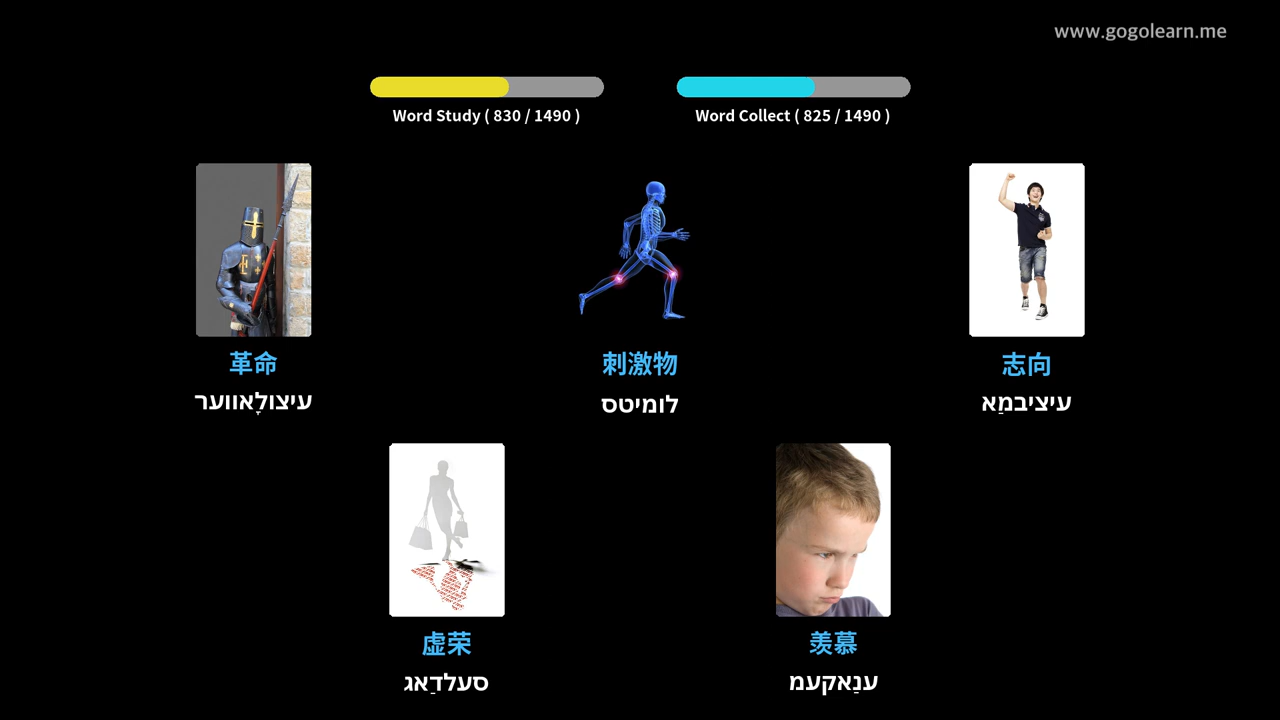 www.gogolearn.me
Word Study ( 830 / 1490 )
Word Collect ( 825 / 1490 )
革命
עיצולָאווער
刺激物
לומיטס
志向
עיציבמַא
虚荣
סעלדַאג
羡慕
ענַאקעמ